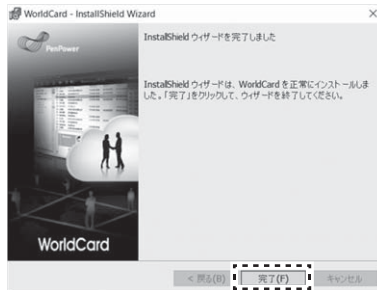 WorldCard - InstallShield Wizard
PenPower
InstallShield ウィザードを完了しました
InstallShield ウィザードは、WorldCard を正常にインストールしま
した。「完了」をクリックして、ウィザードを終了してください。
WorldCard
< 戻る(B)
完了(F)
キャンセル